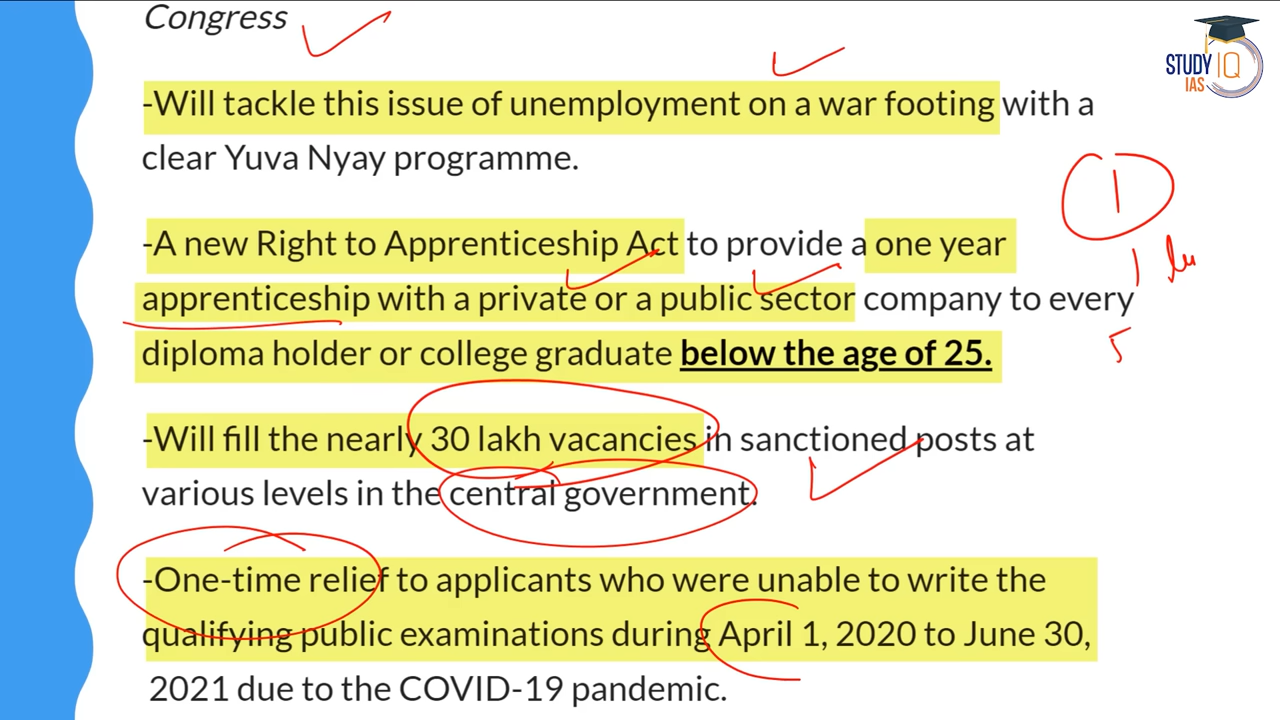 Congress
STUDY IQ
IAS
-Will tackle this issue of unemployment on a war footing with a
clear Yuva Nyay programme.
1
-A new Right to Apprenticeship Act to provide a one year
1
apprenticeship with a private or a public sector company to every
diploma holder or college graduate below the age of 25.
5
-Will fill the nearly 30 lakh vacancies in sanctioned posts at
various levels in the central government.
-One-time relief to applicants who were unable to write the
qualifying public examinations during April 1, 2020 to June 30,
2021 due to the COVID-19 pandemic.